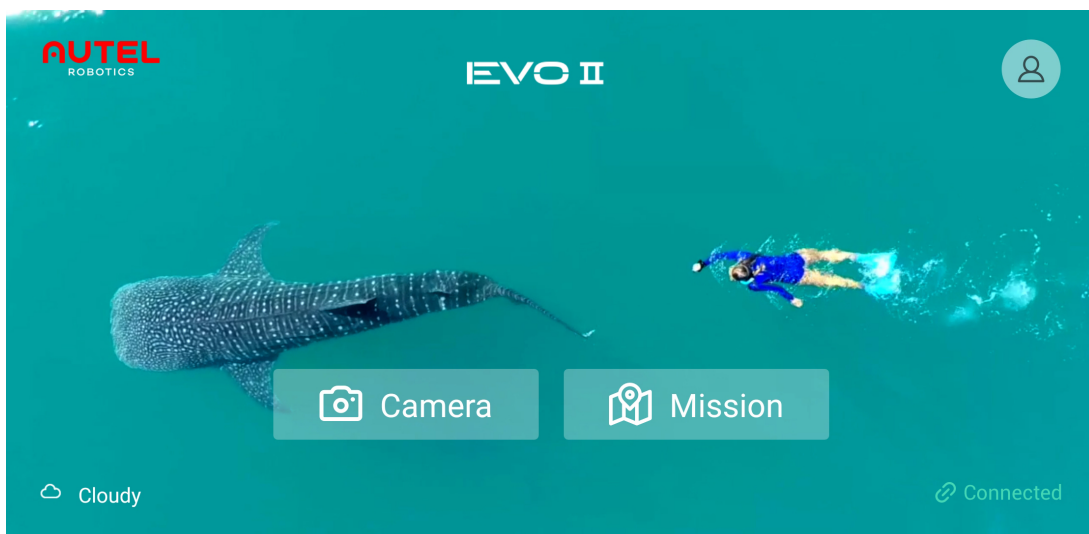 AUTEL
ROBOTICS
EVO II
Camera
Mission
Cloudy
Connected